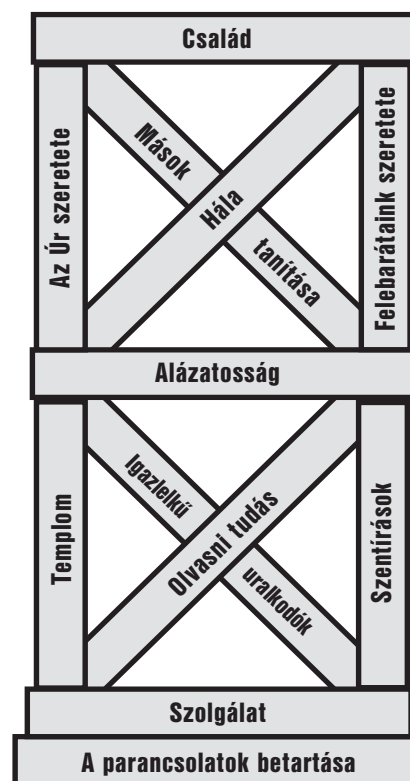 Család
Az Úr szeretete
Mások tanítása
Hála
Felebarátaink szeretete
Alázatosság
Templom
Igazlelkű uralkodók
Olvasni tudás
Szentírások
Szolgálat
A parancsolatok betartása